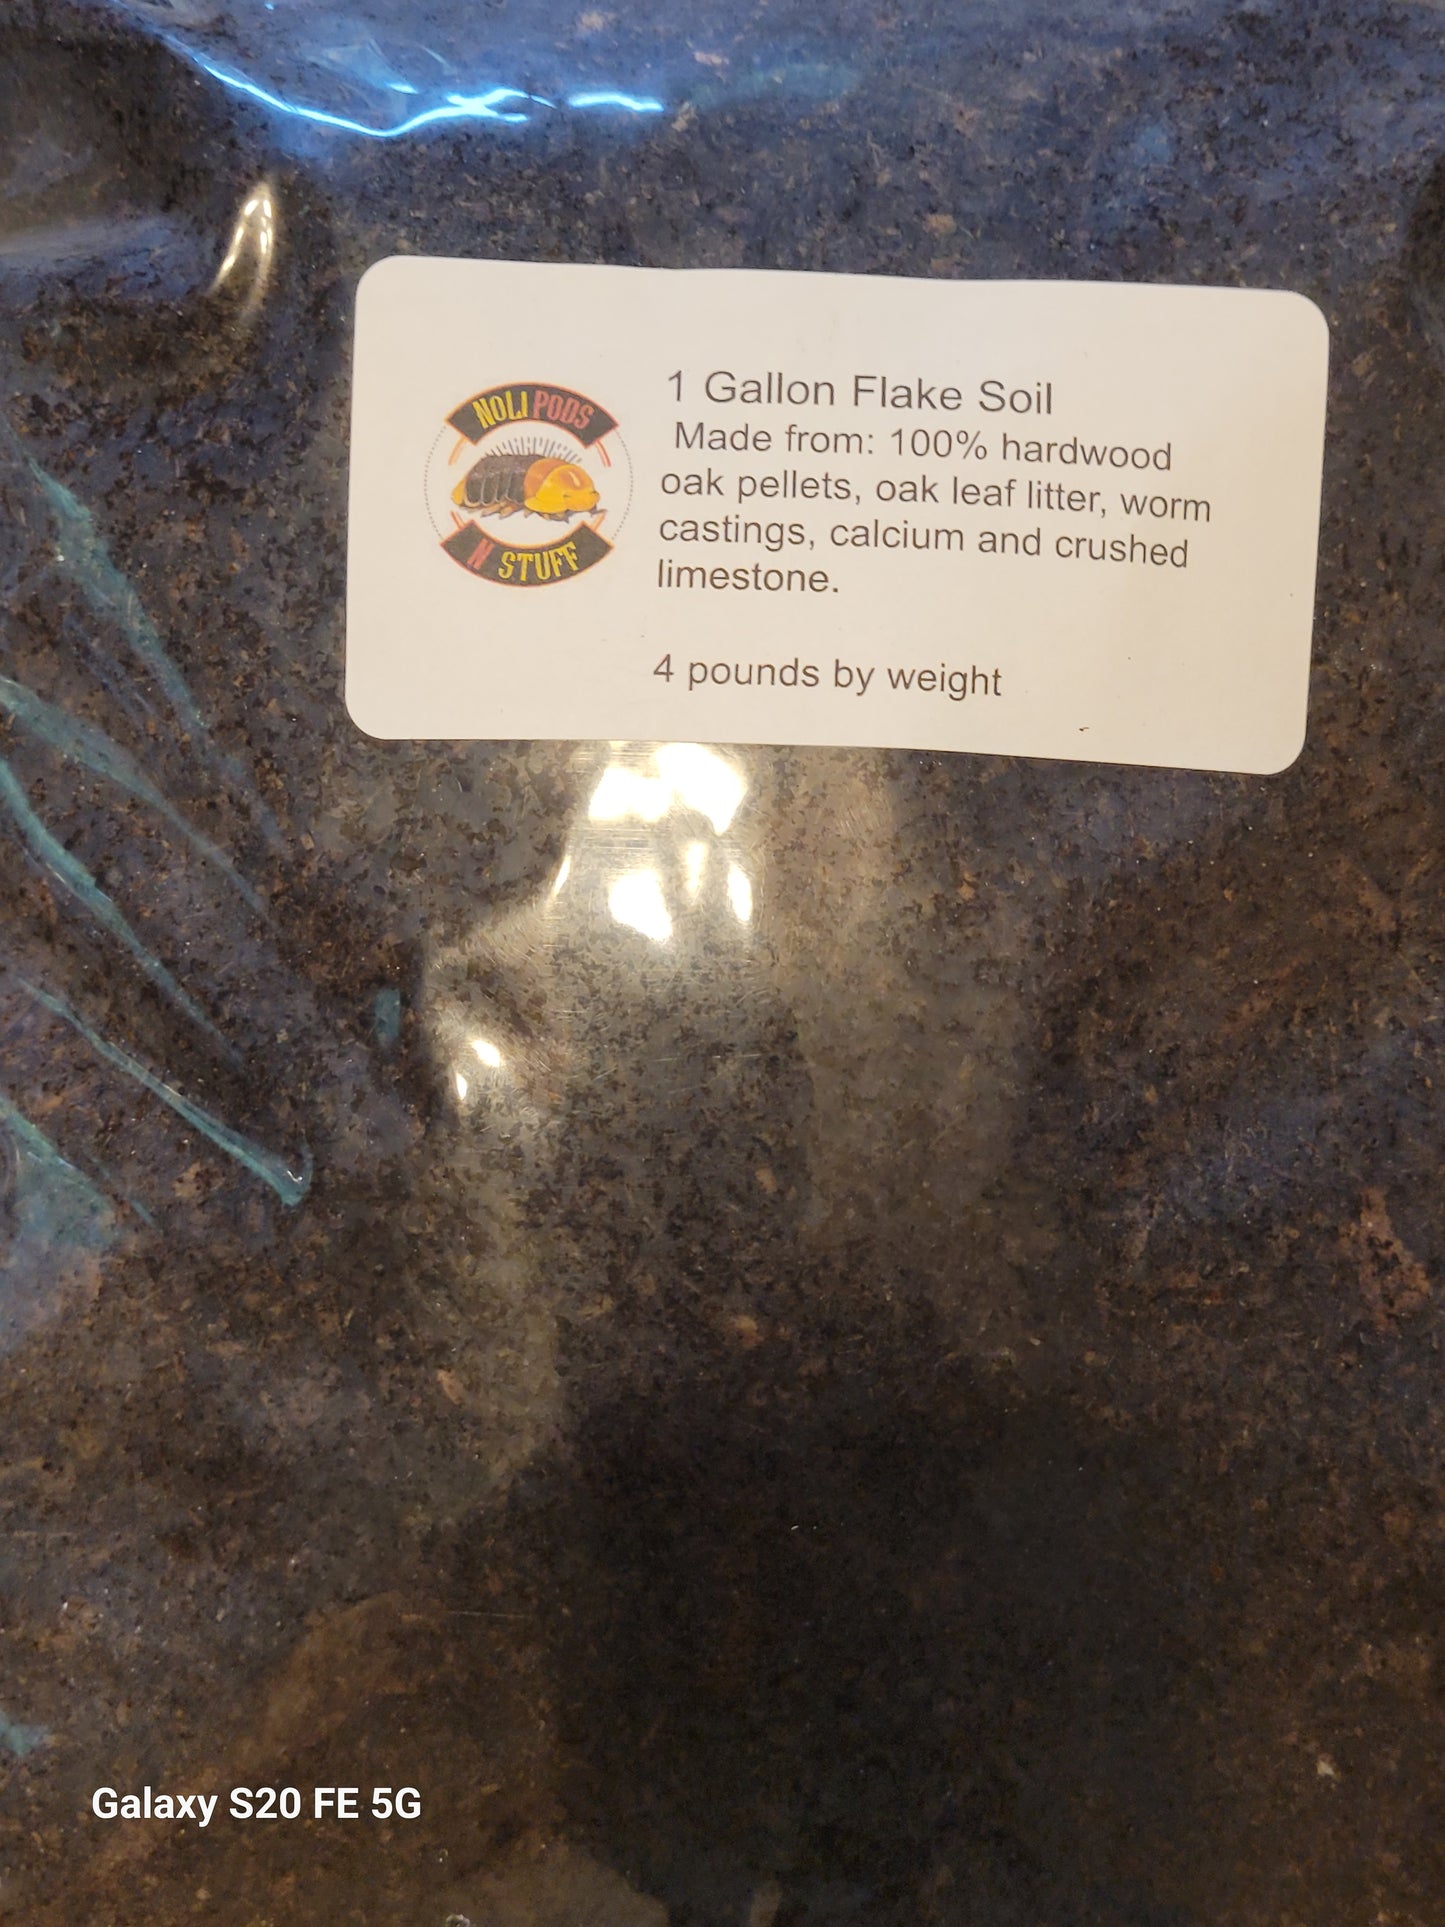 NOLI PODS
N STUFF
1 Gallon Flake Soil
Made from: 100% hardwood
oak pellets, oak leaf litter, worm
castings, calcium and crushed
limestone.
4 pounds by weight
Galaxy S20 FE 5G